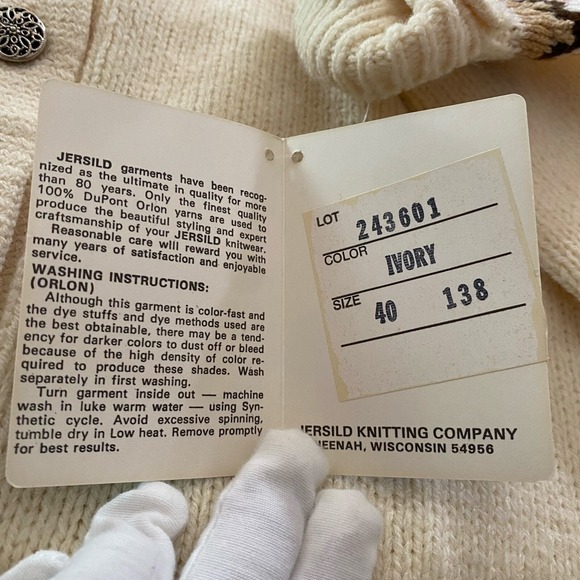 JERSILD garments have been recog-
nized as the ultimate in quality for more
than 80 years. Only the finest quality
100% DuPont Orlon yarns are used to
produce the beautiful styling and expert
craftsmanship of your JERSILD knitwear.
Reasonable care will reward you with
many years of satisfaction and enjoyable
service.
WASHING INSTRUCTIONS:
(ORLON)
Although this garment is color-fast and
the dye stuffs and dye methods used are
the best obtainable, there may be a tend-
ency for darker colors to dust off or bleed
because of the high density of color re-
quired to produce these shades. Wash
separately in first washing.
Turn garment inside out — machine
wash in luke warm water — using Syn-
thetic cycle. Avoid excessive spinning,
tumble dry in Low heat. Remove promptly
for best results.
LOT 243601
COLOR IVORY
SIZE 40 138
JERSILD KNITTING COMPANY
NEENAH, WISCONSIN 54956